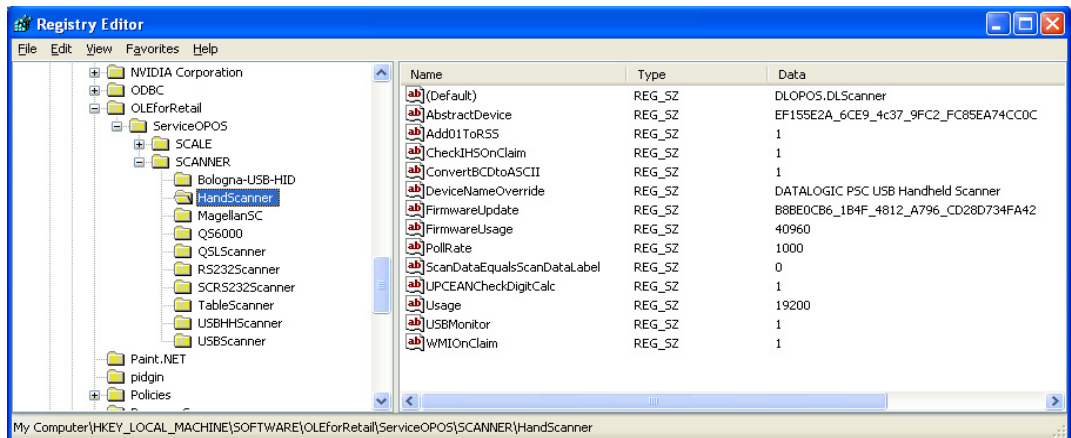 Registry Editor
File Edit View Favorites Help
NVIDIA Corporation
ODBC
OLEforRetail
ServiceOPOS
SCALE
SCANNER
Bologna-USB-HID
HandScanner
MagellanSC
QS6000
QSLScanner
RS232Scanner
SCRS232Scanner
TableScanner
USBHHScanner
USBScanner
Paint.NET
pidgin
Policies
Name Type Data
(Default) REG_SZ DLOPOS.DLScanner
AbstractDevice REG_SZ EF155E2A_6CE9_4c37_9FC2_FC85EA74CC0C
Add01ToRSS REG_SZ 1
CheckIHSOnClaim REG_SZ 1
ConvertBCDtoASCII REG_SZ 1
DeviceNameOverride REG_SZ DATALOGIC PSC USB Handheld Scanner
FirmwareUpdate REG_SZ B8BE0CB6_1B4F_4812_A796_CD28D734FA42
FirmwareUsage REG_SZ 40960
PollRate REG_SZ 1000
ScanDataEqualsScanDataLabel REG_SZ 0
UPCEANCheckDigitCalc REG_SZ 1
Usage REG_SZ 19200
USBMonitor REG_SZ 1
WMIOnClaim REG_SZ 1
My Computer\HKEY_LOCAL_MACHINE\SOFTWARE\OLEforRetail\ServiceOPOS\SCANNER\HandScanner